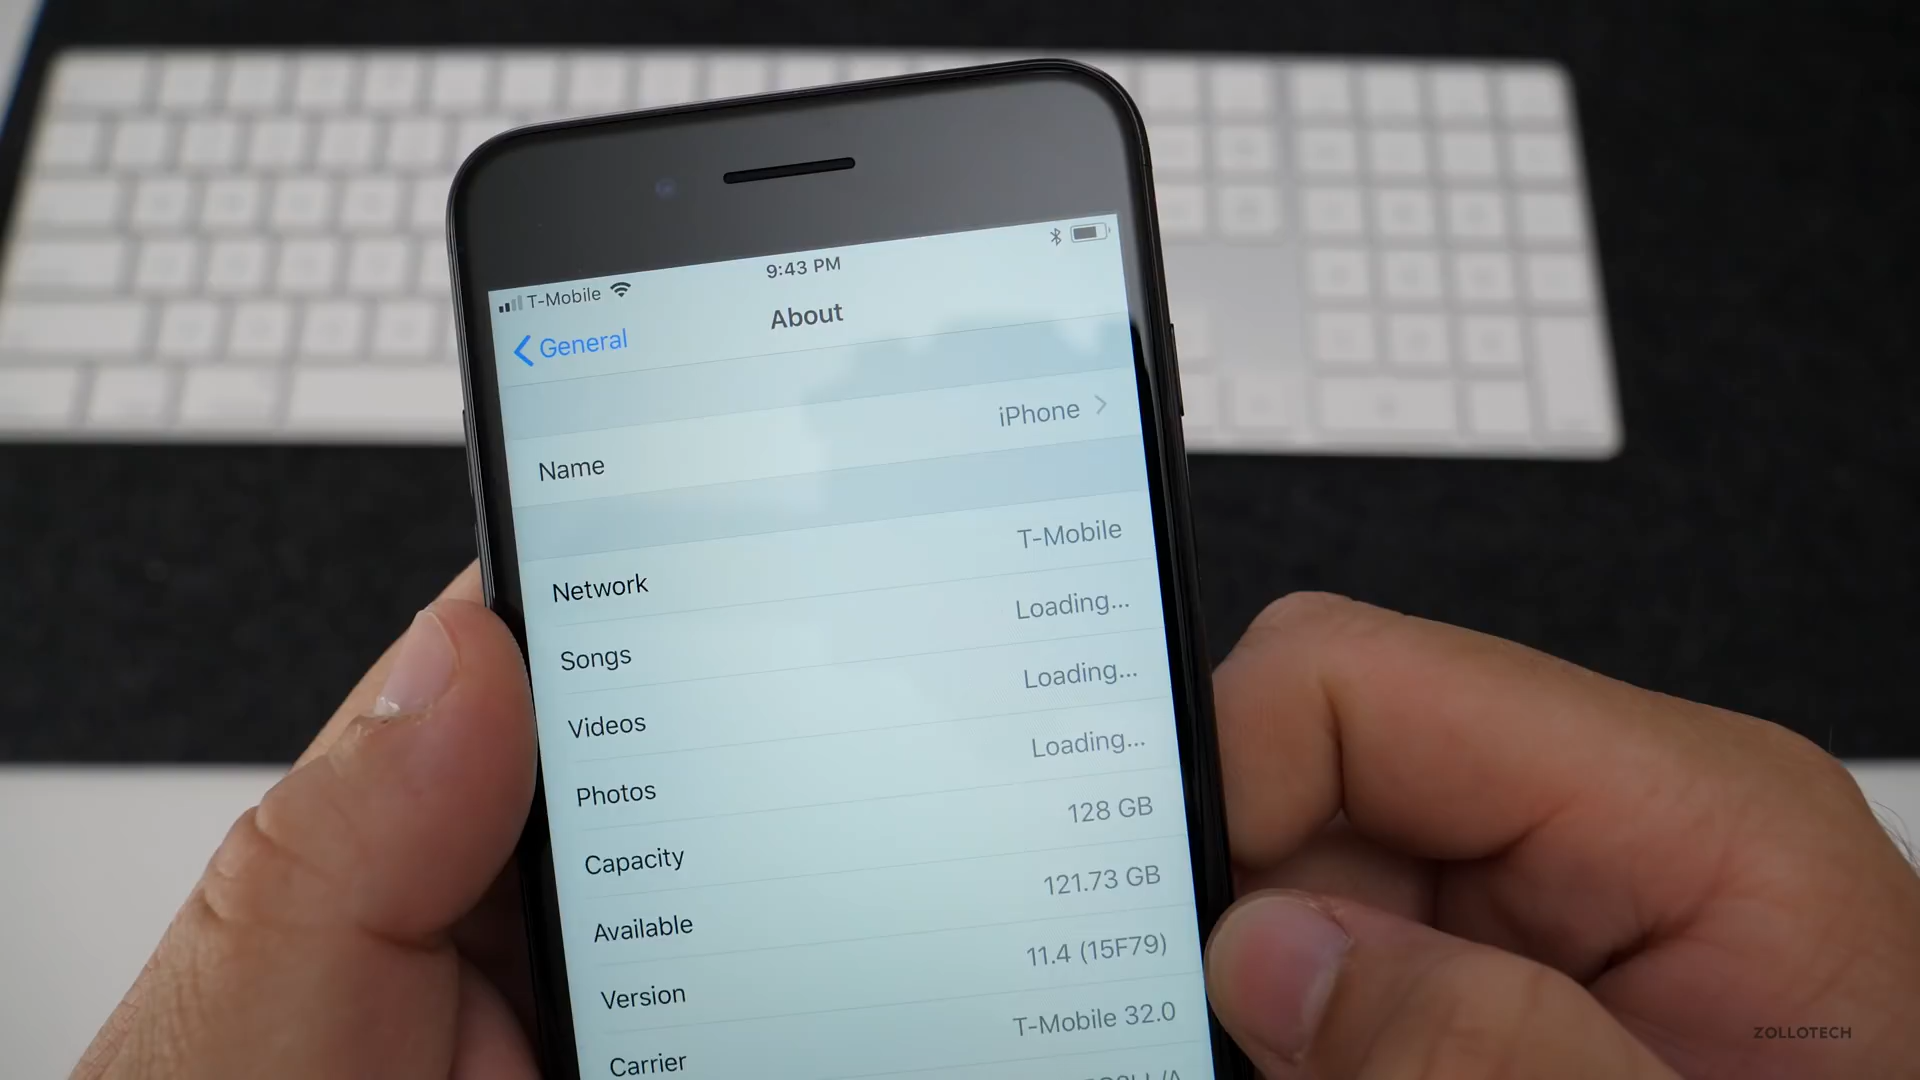 T-Mobile
9:43 PM
General
About
Name
iPhone
Network
T-Mobile
Songs
Loading...
Videos
Loading...
Photos
Loading...
Capacity
128 GB
Available
121.73 GB
Version
11.4 (15F79)
Carrier
T-Mobile 32.0
ZOLLOTECH